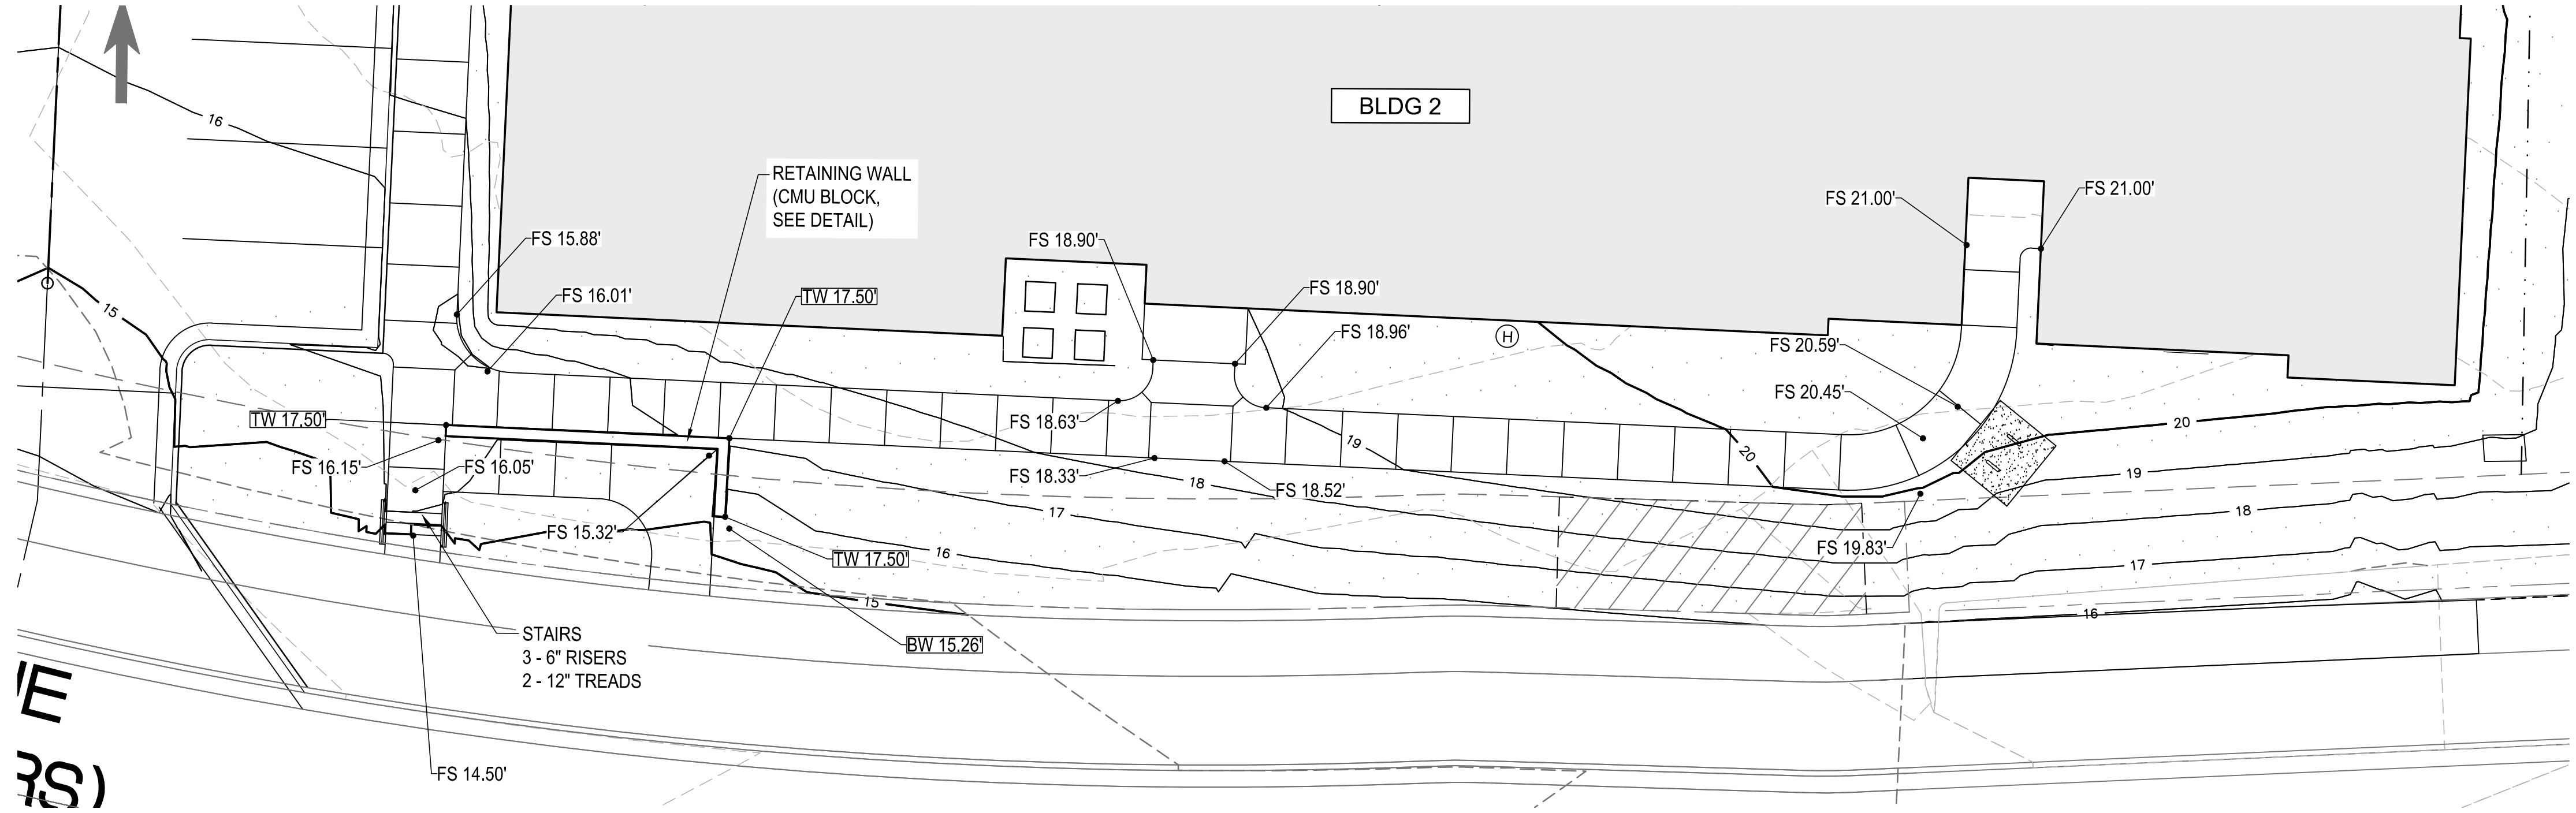 BLDG 2
16
RETAINING WALL
(CMU BLOCK,
SEE DETAIL)
FS 21.00'
FS 21.00'
FS 15.88'
FS 18.90'
FS 16.01'
TW 17.50'
FS 18.90'
15
FS 18.96'
H
FS 20.59'
FS 20.45'
TW 17.50'
FS 18.63'
19
20
20
FS 16.15'
FS 16.05'
FS 18.33'
18
FS 18.52'
19
17
18
FS 15.32'
16
TW 17.50'
FS 19.83'
17
15
16
STAIRS
3 - 6" RISERS
2 - 12" TREADS
BW 15.26'
FS 14.50'
IE
RS)